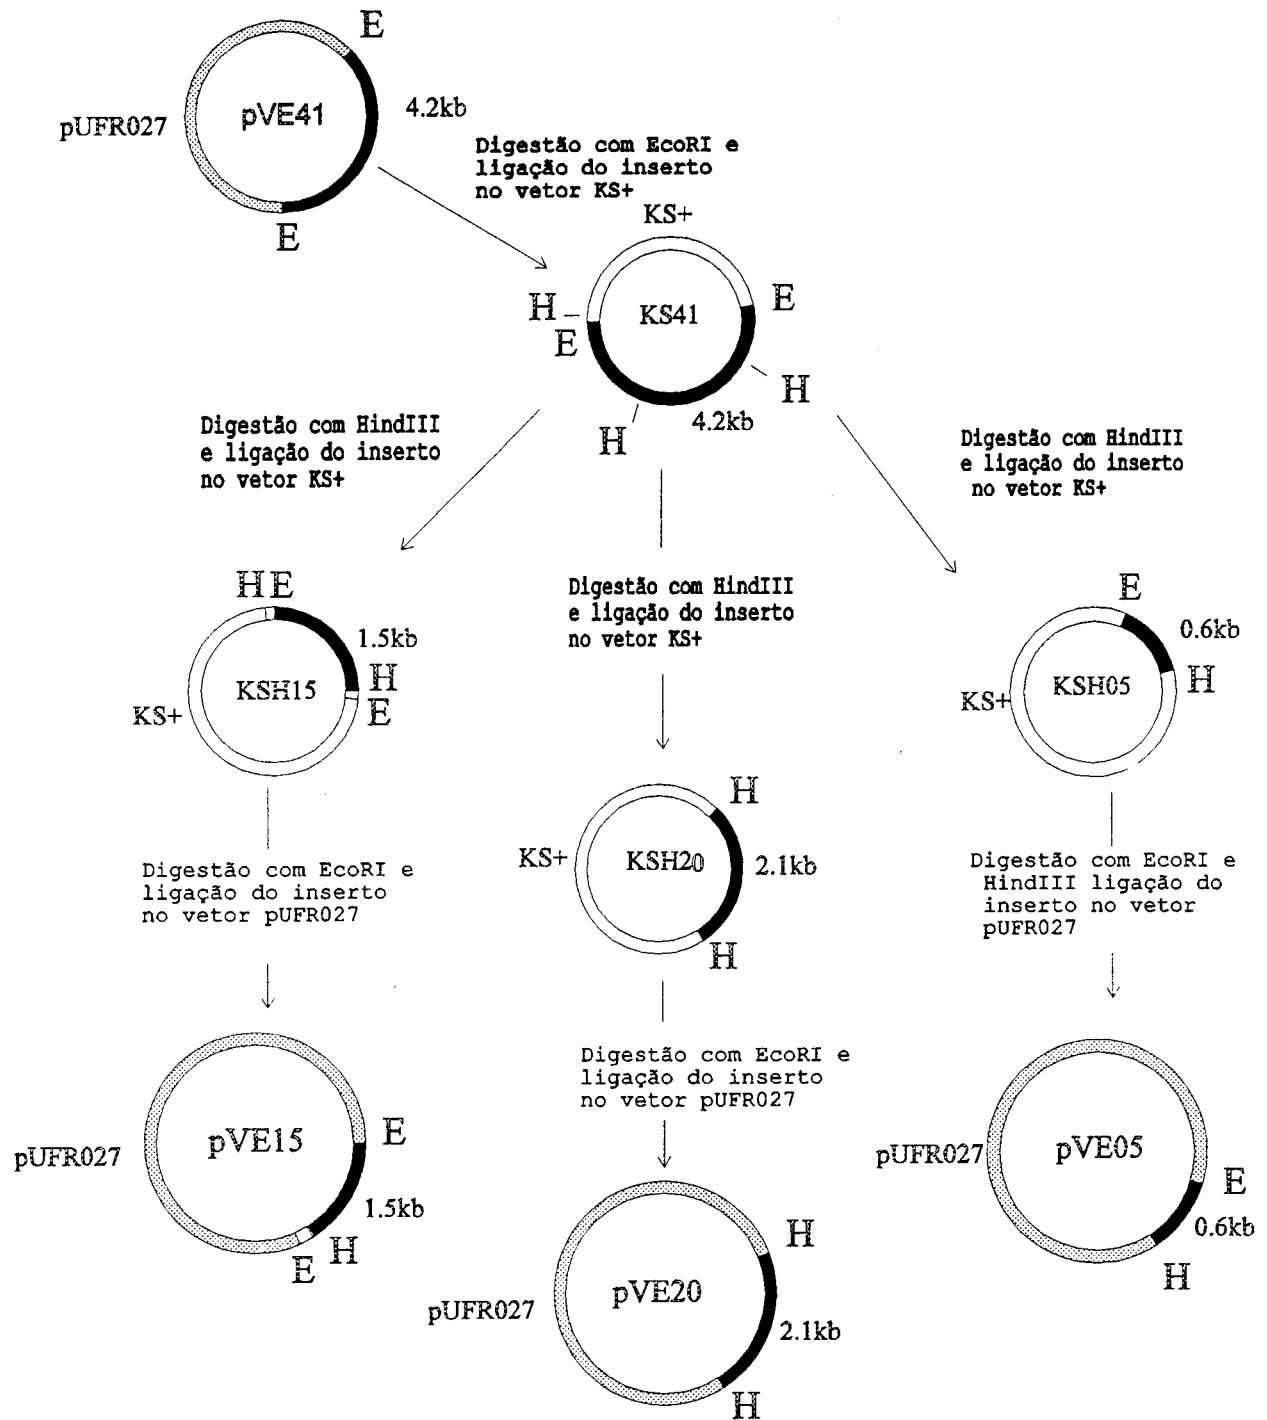 E
pVE41
pUFR027
4.2kb
E
Digestão com EcoRI e
ligação do inserto
no vetor KS+
KS+
H
E
KS41
E
H
4.2kb
H
Digestão com HindIII
e ligação do inserto
no vetor KS+
Digestão com HindIII
e ligação do inserto
no vetor KS+
Digestão com HindIII
e ligação do inserto
no vetor KS+
H E
1.5kb
KSH15
H
E
KS+
E
0.6kb
KSH05
H
KS+
H
KS+
KSH20
2.1kb
H
Digestão com EcoRI e
ligação do inserto
no vetor pUFR027
Digestão com EcoRI e
HindIII ligação do
inserto no vetor
pUFR027
Digestão com EcoRI e
ligação do inserto
no vetor pUFR027
pVE15
E
pUFR027
1.5kb
H
E
H
pVE20
pUFR027
2.1kb
H
pVE05
pUFR027
E
0.6kb
H